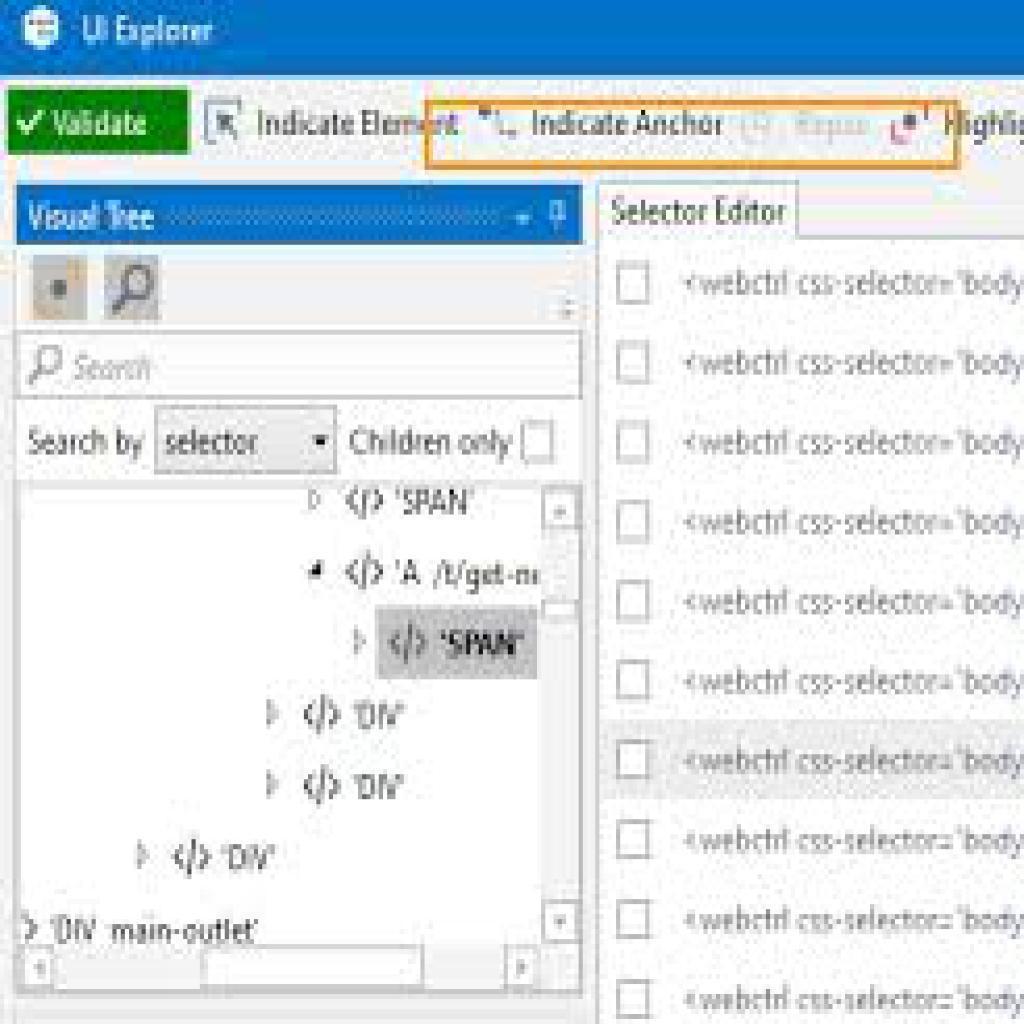 UI Explorer
Validate Indicate Element Indicate Anchor Repair Highlig
Visual Tree
Selector Editor
Search
Search by selector Children only
'SPAN'
'A /t/get-ne
'SPAN'
'DIV'
'DIV'
'DIV'
'DIV main-outlet'
<webctrl css-selector='body
<webctrl css-selector='body
<webctrl css-selector='body
<webctrl css-selector='body
<webctrl css-selector='body
<webctrl css-selector='body
<webctrl css-selector='body
<webctrl css-selector='body
<webctrl css-selector='body
<webctrl css-selector='body